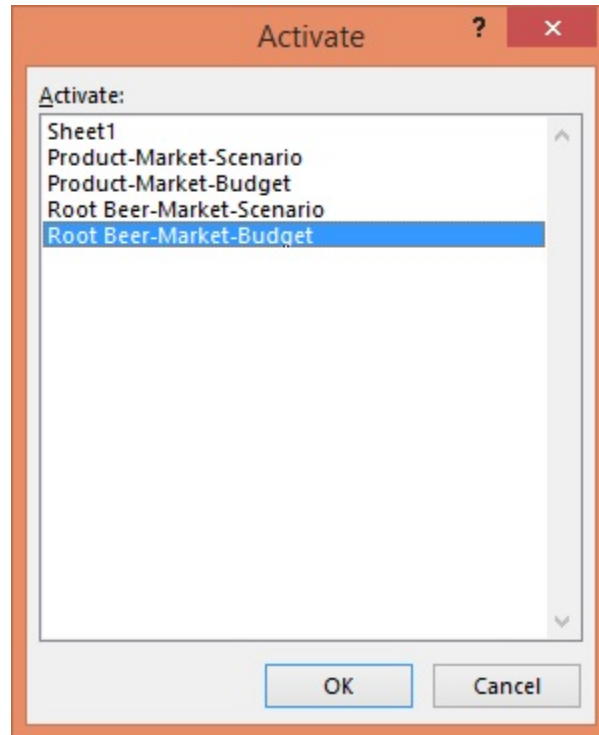 Activate
?
×
Activate:
Sheet1
Product-Market-Scenario
Product-Market-Budget
Root Beer-Market-Scenario
Root Beer-Market-Budget
OK
Cancel